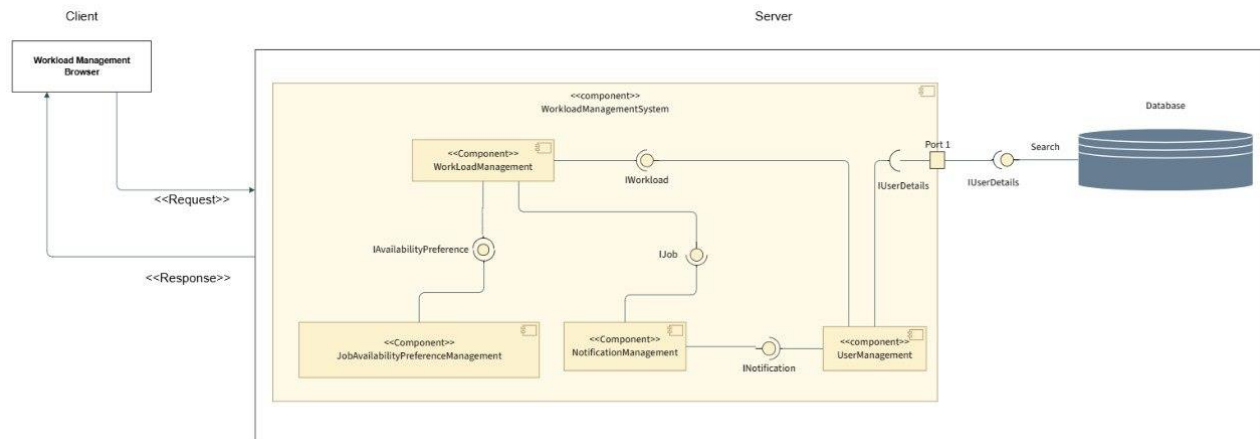 Client
Server
Workload Management
Browser
<<component>>
WorkloadManagementSystem
Database
<<Component>>
WorkLoadManagement
IWorkload
Port 1
IUserDetails
IUserDetails
Search
<<Request>>
<<Response>>
IAvailabilityPreference
IJob
<<Component>>
JobAvailabilityPreferenceManagement
<<Component>>
NotificationManagement
INotification
<<component>>
UserManagement